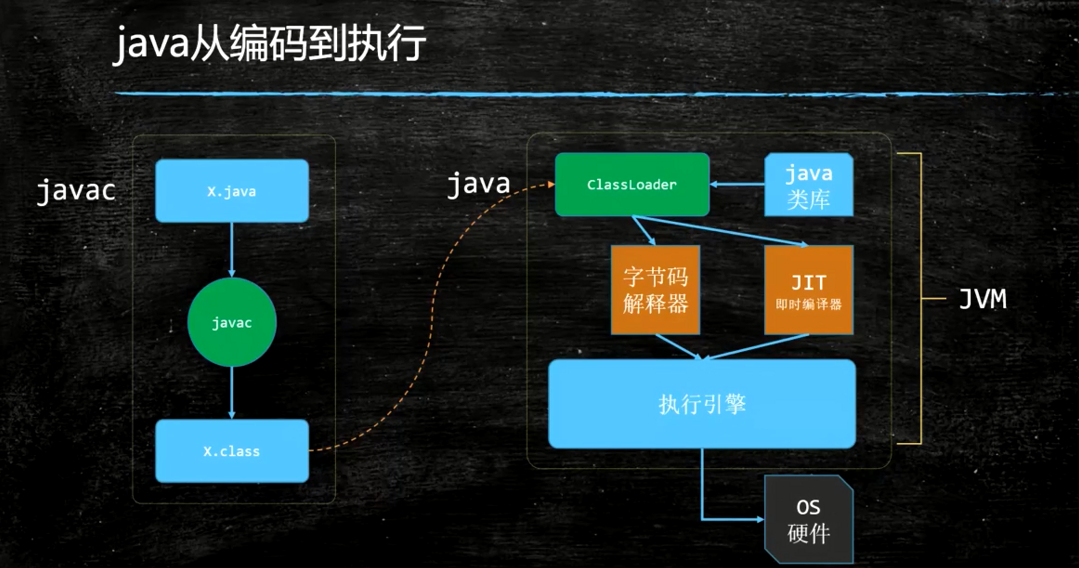 java从编码到执行
javac
X.java
javac
X.class
java
ClassLoader
java
类库
字节码
解释器
JIT
即时编译器
执行引擎
JVM
OS
硬件